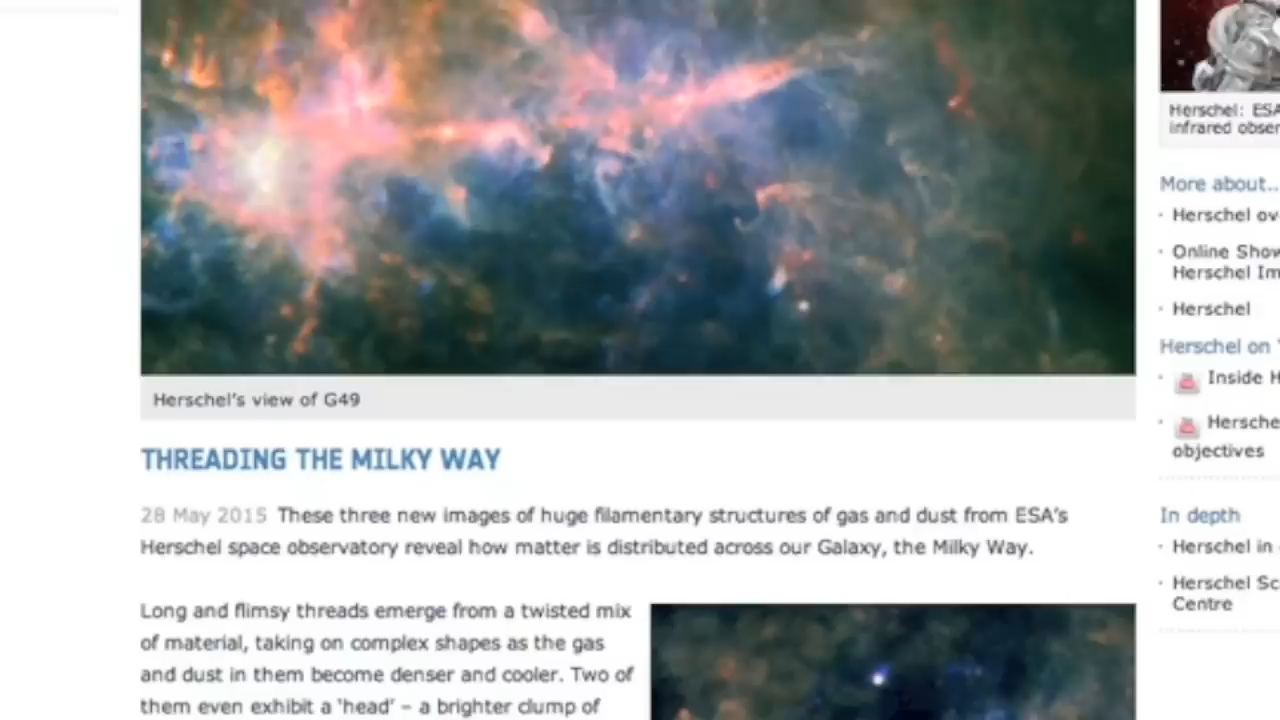 Herschel's view of G49
THREADING THE MILKY WAY
28 May 2015 These three new images of huge filamentary structures of gas and dust from ESA's
Herschel space observatory reveal how matter is distributed across our Galaxy, the Milky Way.
Long and flimsy threads emerge from a twisted mix
of material, taking on complex shapes as the gas
and dust in them become denser and cooler. Two of
them even exhibit a 'head' – a brighter clump of
Herschel: ESA
infrared obser
More about...
Herschel ov
Online Show
Herschel Im
Herschel
Herschel on
Inside H
Hersche
objectives
In depth
Herschel in
Herschel Sc
Centre